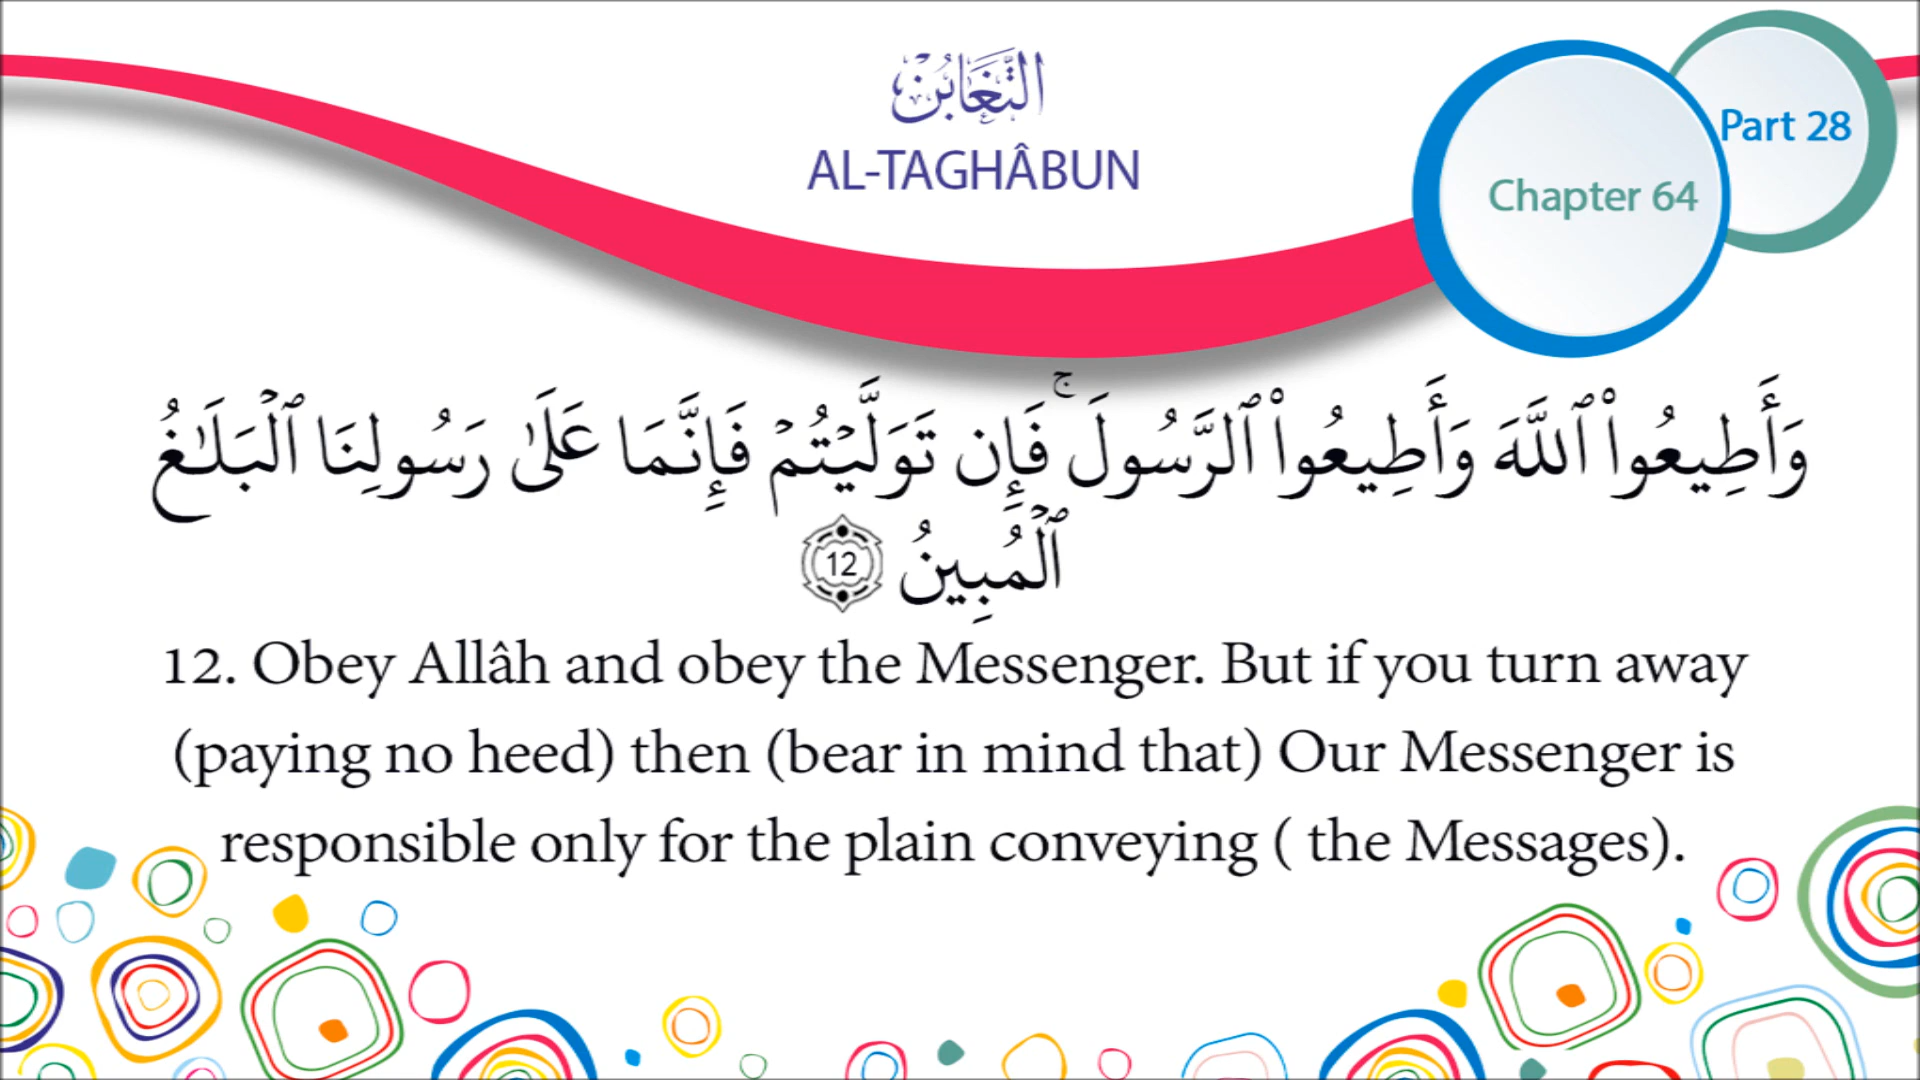 التَّغَابُن
AL-TAGHÂBUN
Part 28
Chapter 64
وَأَطِيعُوا۟ ٱللَّهَ وَأَطِيعُوا۟ ٱلرَّسُولَ ۚ فَإِن تَوَلَّيْتُمْ فَإِنَّمَا عَلَىٰ رَسُولِنَا ٱلْبَلَـٰغُ
ٱلْمُبِينُ 12
12. Obey Allâh and obey the Messenger. But if you turn away
(paying no heed) then (bear in mind that) Our Messenger is
responsible only for the plain conveying ( the Messages).